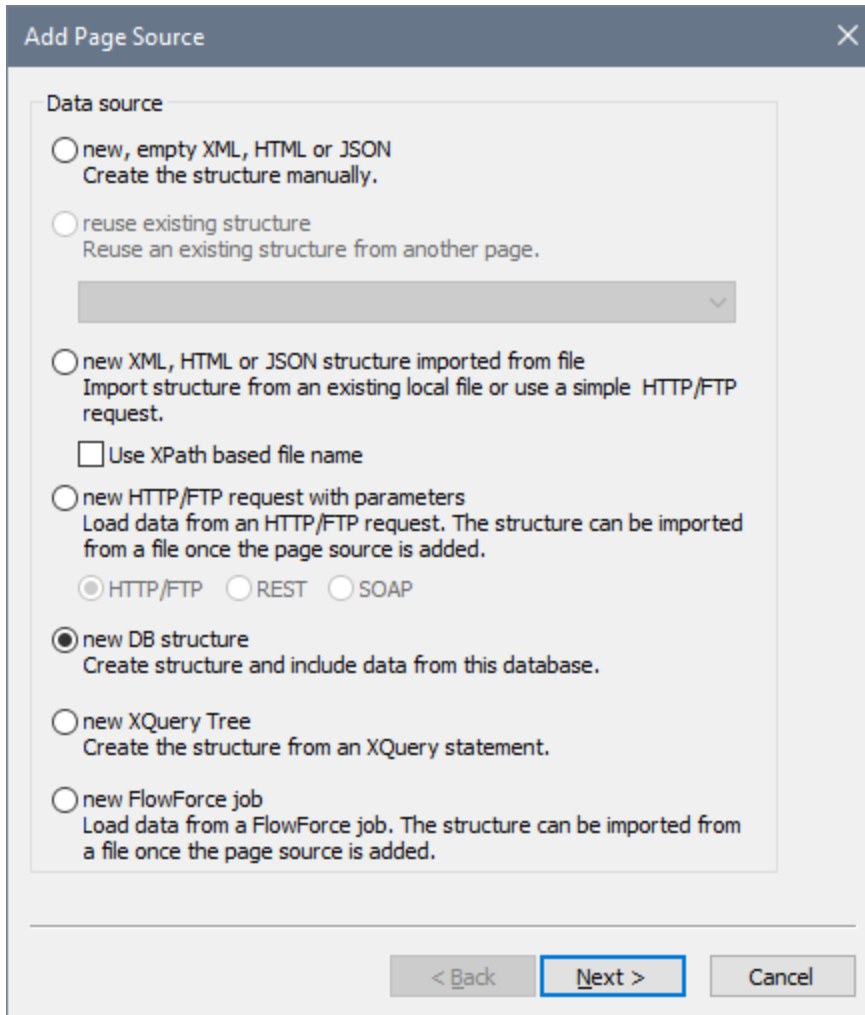 Add Page Source
Data source
new, empty XML, HTML or JSON
Create the structure manually.
reuse existing structure
Reuse an existing structure from another page.
new XML, HTML or JSON structure imported from file
Import structure from an existing local file or use a simple HTTP/FTP
request.
Use XPath based file name
new HTTP/FTP request with parameters
Load data from an HTTP/FTP request. The structure can be imported
from a file once the page source is added.
HTTP/FTP REST SOAP
new DB structure
Create structure and include data from this database.
new XQuery Tree
Create the structure from an XQuery statement.
new FlowForce job
Load data from a FlowForce job. The structure can be imported from
a file once the page source is added.
< Back Next > Cancel